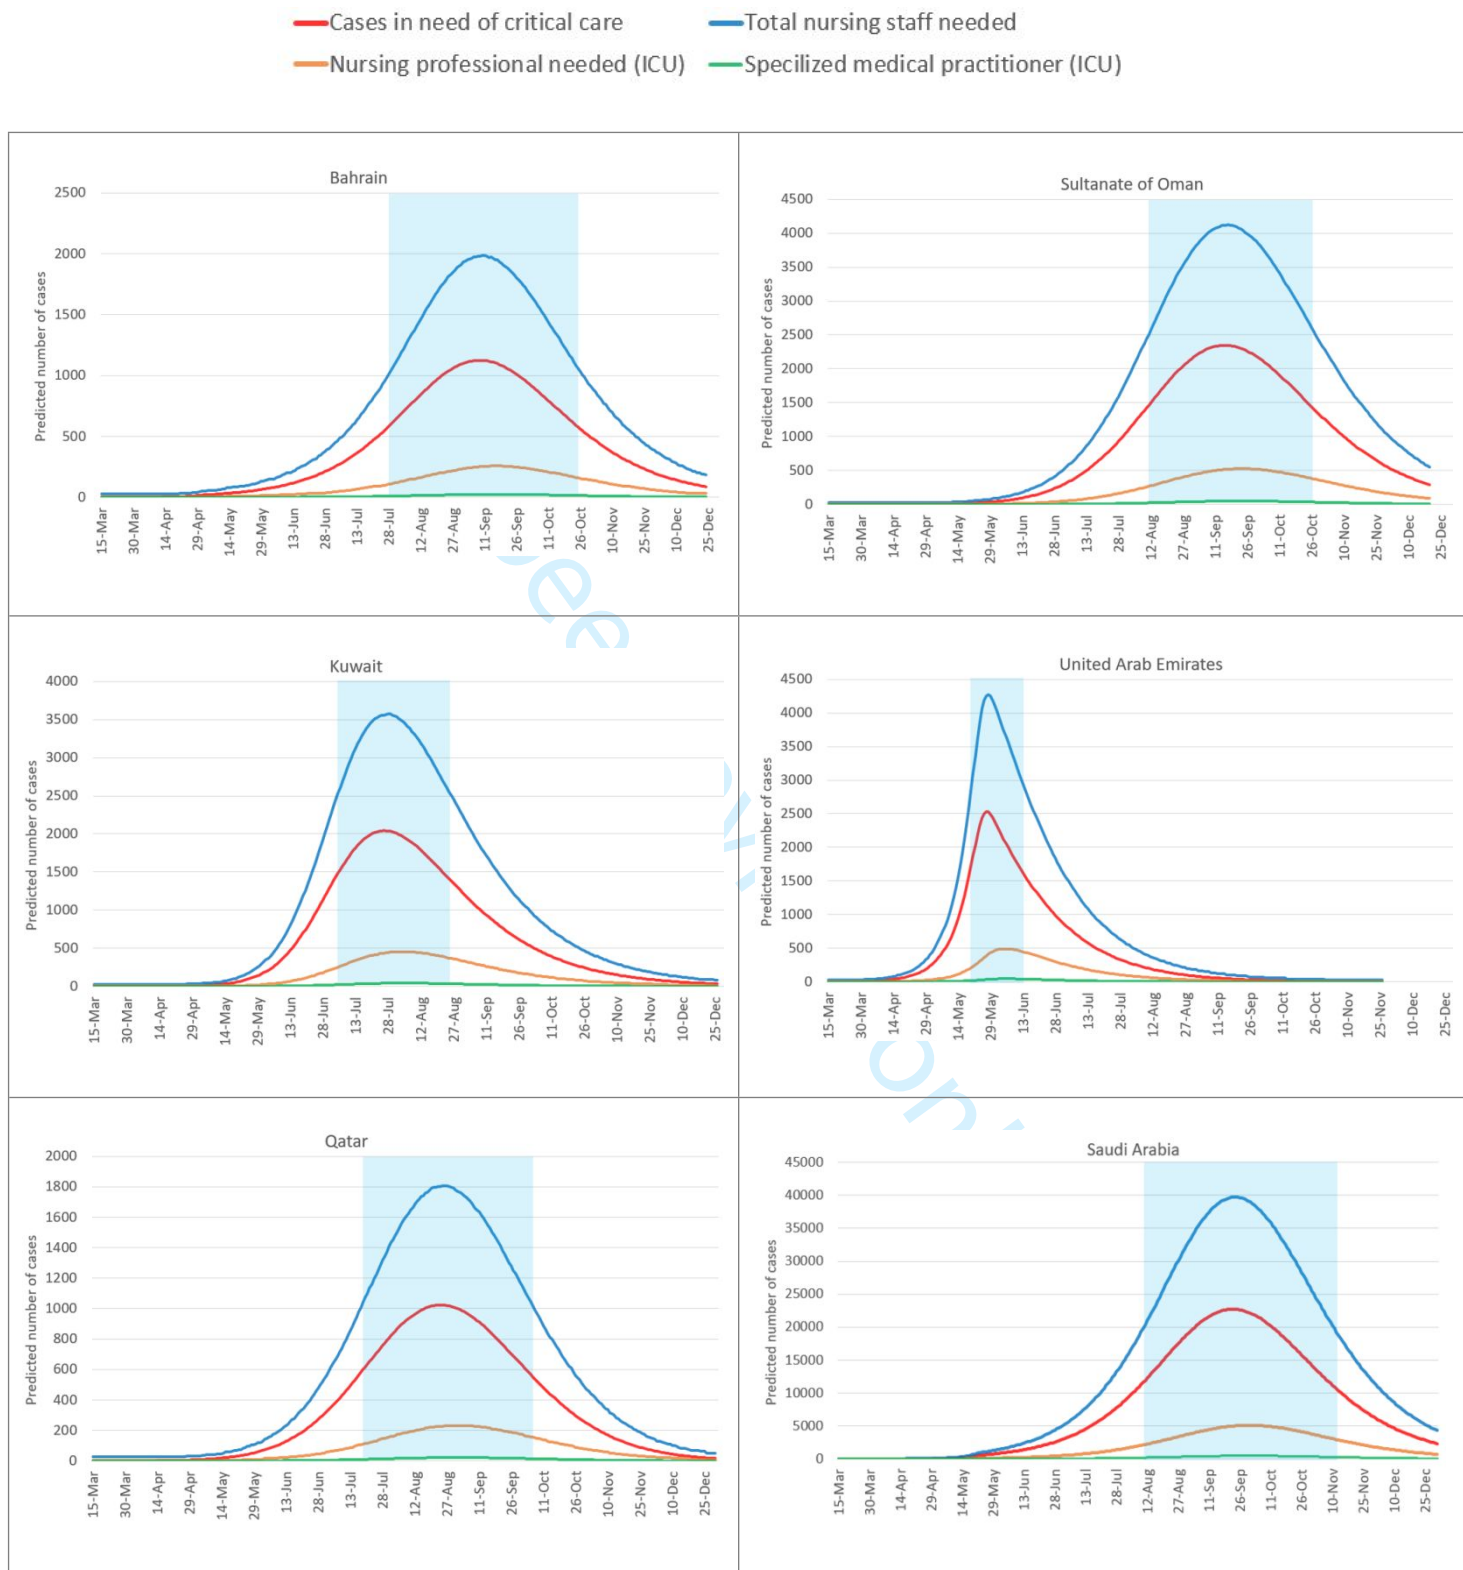 Cases in need of critical care Total nursing staff needed
Nursing professional needed (ICU) Specilized medical practitioner (ICU)
Bahrain
Predicted number of cases
2500
2000
1500
1000
500
0
15-Mar 30-Mar 14-Apr 29-Apr 14-May 29-May 13-Jun 28-Jun 13-Jul 28-Jul 12-Aug 27-Aug 11-Sep 26-Sep 11-Oct 26-Oct 10-Nov 25-Nov 10-Dec 25-Dec
Sultanate of Oman
Predicted number of cases
4500
4000
3500
3000
2500
2000
1500
1000
500
0
15-Mar 30-Mar 14-Apr 29-Apr 14-May 29-May 13-Jun 28-Jun 13-Jul 28-Jul 12-Aug 27-Aug 11-Sep 26-Sep 11-Oct 26-Oct 10-Nov 25-Nov 10-Dec 25-Dec
Kuwait
Predicted number of cases
4000
3500
3000
2500
2000
1500
1000
500
0
15-Mar 30-Mar 14-Apr 29-Apr 14-May 29-May 13-Jun 28-Jun 13-Jul 28-Jul 12-Aug 27-Aug 11-Sep 26-Sep 11-Oct 26-Oct 10-Nov 25-Nov 10-Dec 25-Dec
United Arab Emirates
Predicted number of cases
4500
4000
3500
3000
2500
2000
1500
1000
500
0
15-Mar 30-Mar 14-Apr 29-Apr 14-May 29-May 13-Jun 28-Jun 13-Jul 28-Jul 12-Aug 27-Aug 11-Sep 26-Sep 11-Oct 26-Oct 10-Nov 25-Nov 10-Dec 25-Dec
Qatar
Predicted number of cases
2000
1800
1600
1400
1200
1000
800
600
400
200
0
15-Mar 30-Mar 14-Apr 29-Apr 14-May 29-May 13-Jun 28-Jun 13-Jul 28-Jul 12-Aug 27-Aug 11-Sep 26-Sep 11-Oct 26-Oct 10-Nov 25-Nov 10-Dec 25-Dec
Saudi Arabia
Predicted number of cases
45000
40000
35000
30000
25000
20000
15000
10000
5000
0
15-Mar 30-Mar 14-Apr 29-Apr 14-May 29-May 13-Jun 28-Jun 13-Jul 28-Jul 12-Aug 27-Aug 11-Sep 26-Sep 11-Oct 26-Oct 10-Nov 25-Nov 10-Dec 25-Dec